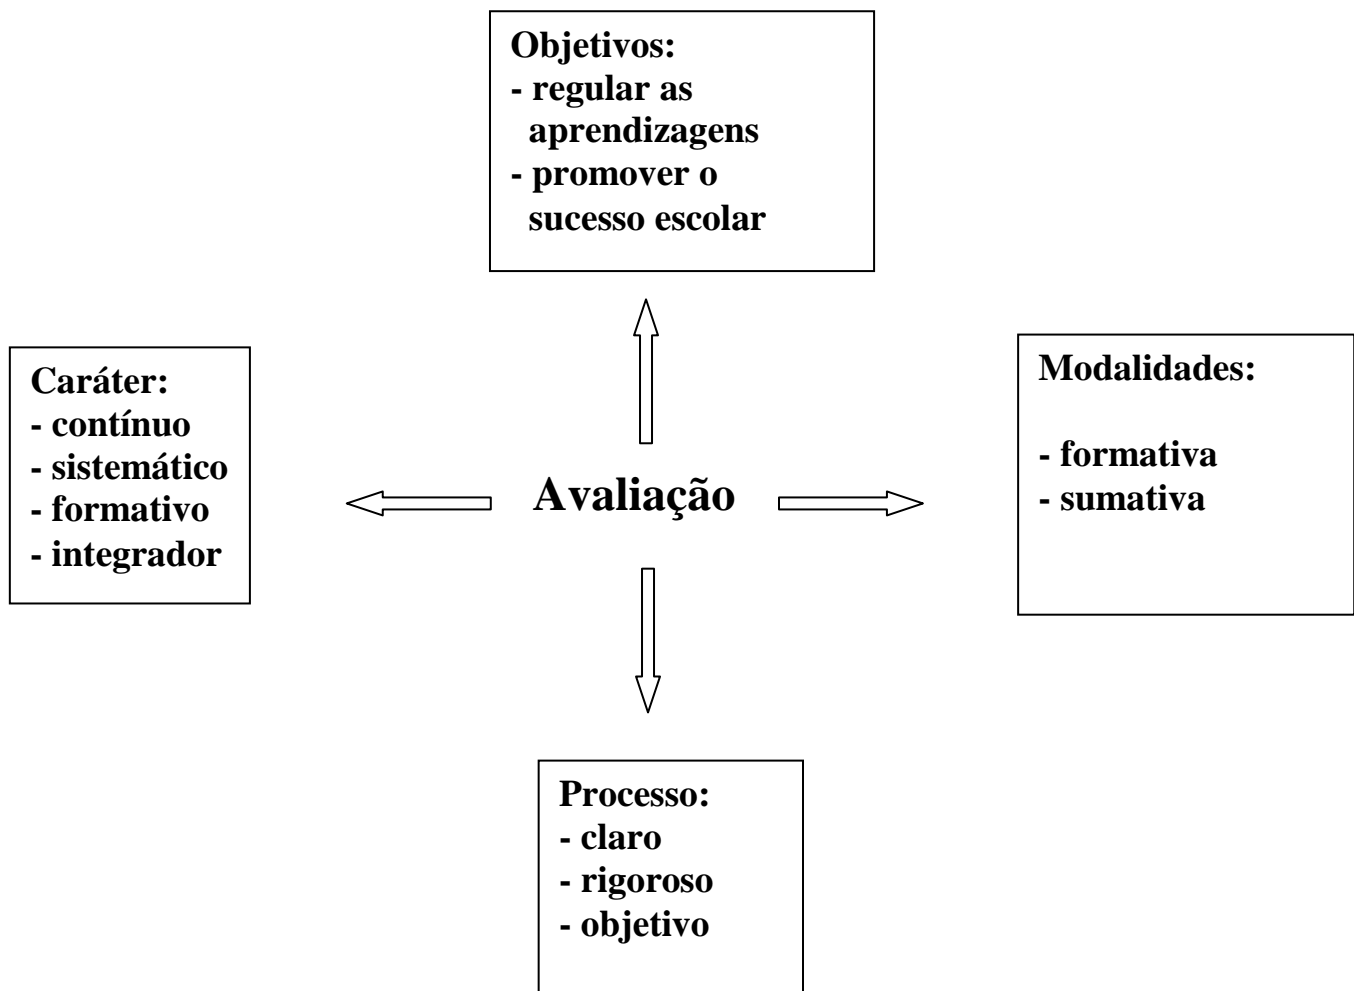 Objetivos:
- regular as
aprendizagens
- promover o
sucesso escolar
Caráter:
- contínuo
- sistemático
- formativo
- integrador
Avaliação
Modalidades:
- formativa
- sumativa
Processo:
- claro
- rigoroso
- objetivo